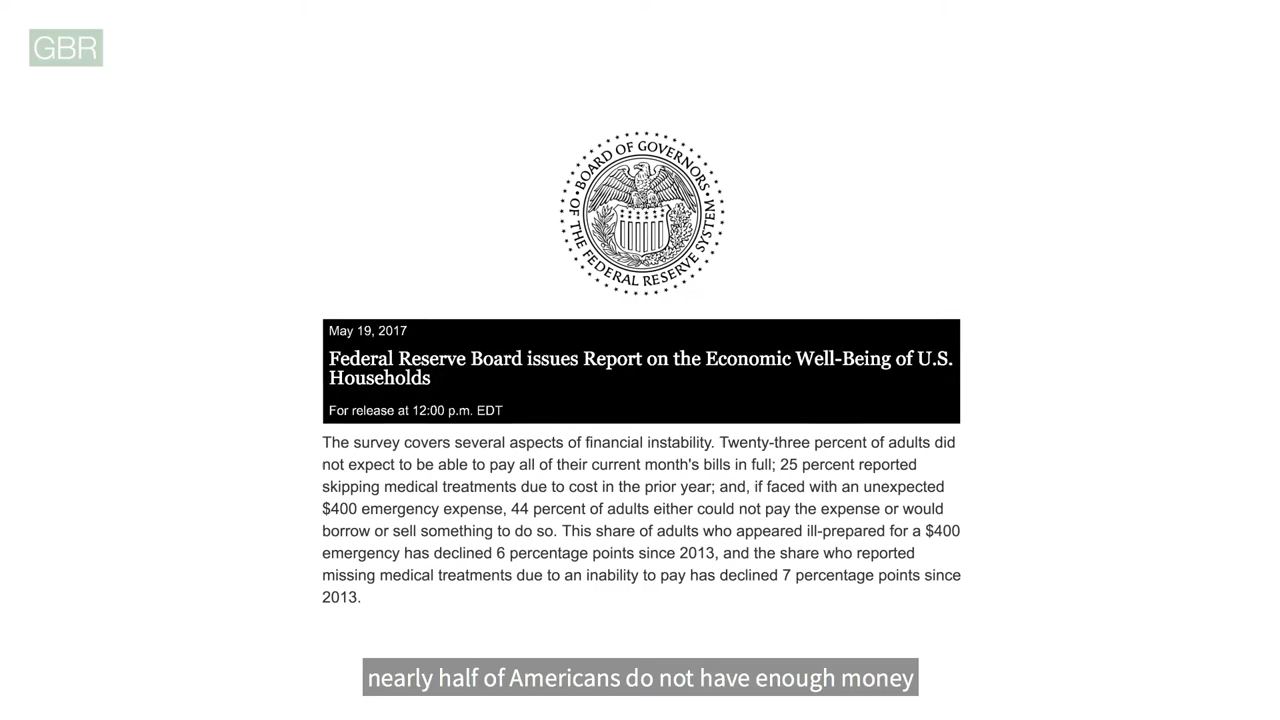 GBR
BOARD OF GOVERNORS
OF THE FEDERAL RESERVE SYSTEM
May 19, 2017
Federal Reserve Board issues Report on the Economic Well-Being of U.S.
Households
For release at 12:00 p.m. EDT
The survey covers several aspects of financial instability. Twenty-three percent of adults did
not expect to be able to pay all of their current month's bills in full; 25 percent reported
skipping medical treatments due to cost in the prior year; and, if faced with an unexpected
$400 emergency expense, 44 percent of adults either could not pay the expense or would
borrow or sell something to do so. This share of adults who appeared ill-prepared for a $400
emergency has declined 6 percentage points since 2013, and the share who reported
missing medical treatments due to an inability to pay has declined 7 percentage points since
2013.
nearly half of Americans do not have enough money